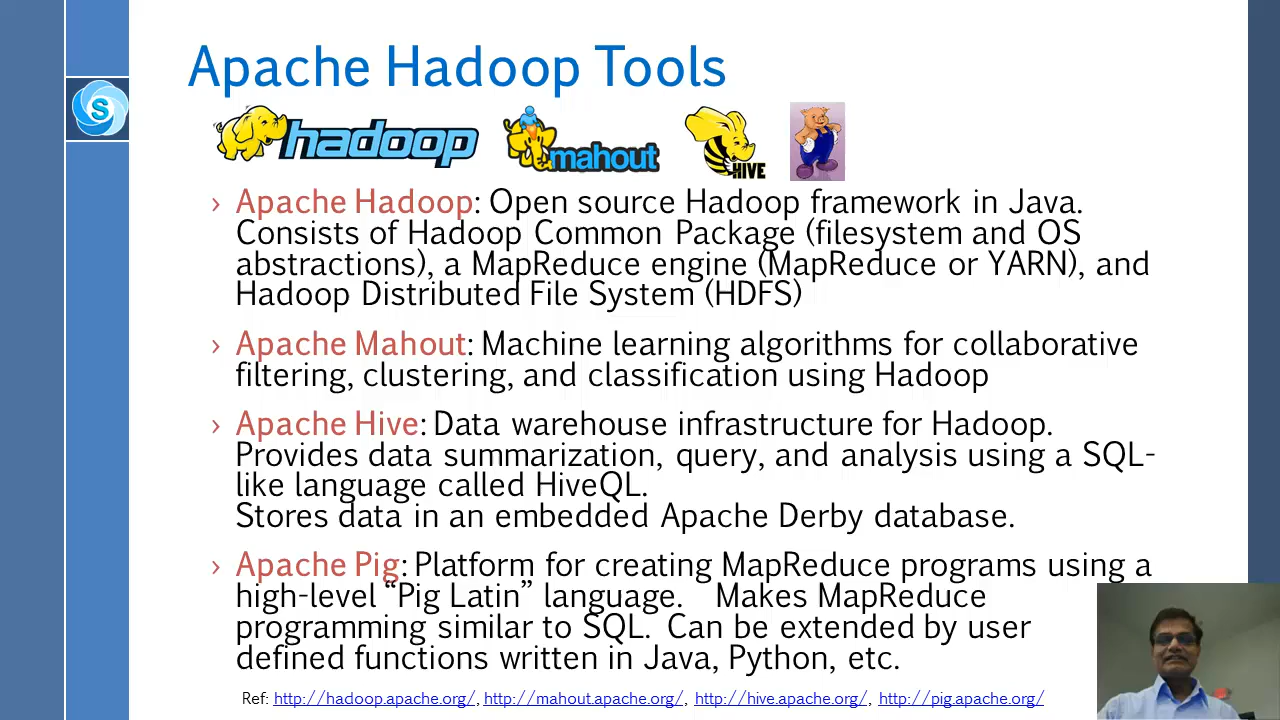 Apache Hadoop Tools
S
hadoop
mahout
HIVE
› Apache Hadoop: Open source Hadoop framework in Java.
Consists of Hadoop Common Package (filesystem and OS
abstractions), a MapReduce engine (MapReduce or YARN), and
Hadoop Distributed File System (HDFS)
› Apache Mahout: Machine learning algorithms for collaborative
filtering, clustering, and classification using Hadoop
› Apache Hive: Data warehouse infrastructure for Hadoop.
Provides data summarization, query, and analysis using a SQL-
like language called HiveQL.
Stores data in an embedded Apache Derby database.
› Apache Pig: Platform for creating MapReduce programs using a
high-level “Pig Latin” language. Makes MapReduce
programming similar to SQL. Can be extended by user
defined functions written in Java, Python, etc.
Ref: http://hadoop.apache.org/, http://mahout.apache.org/, http://hive.apache.org/, http://pig.apache.org/